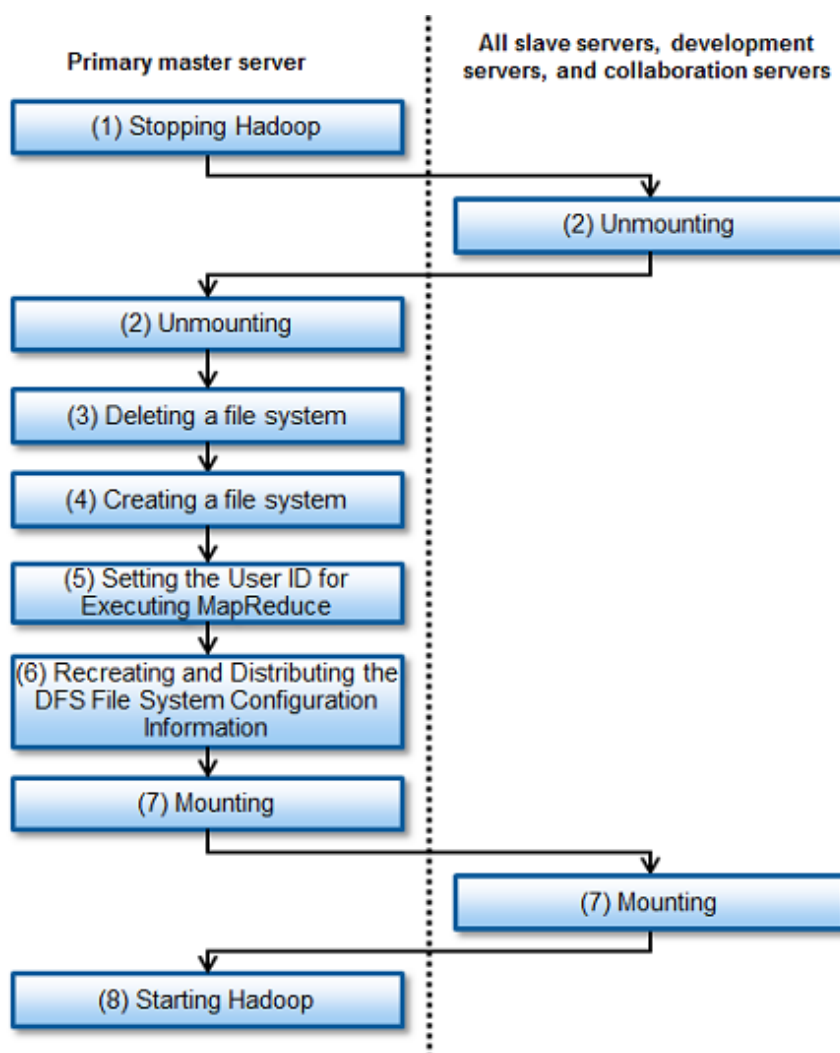 Primary master server
All slave servers, development
servers, and collaboration servers
(1) Stopping Hadoop
(2) Unmounting
(2) Unmounting
(3) Deleting a file system
(4) Creating a file system
(5) Setting the User ID for
Executing MapReduce
(6) Recreating and Distributing the
DFS File System Configuration
Information
(7) Mounting
(7) Mounting
(8) Starting Hadoop